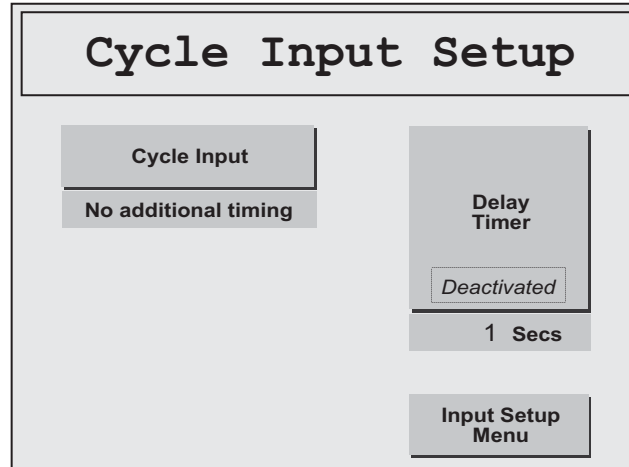 Cycle Input Setup
Cycle Input
No additional timing
Delay
Timer
Deactivated
1 Secs
Input Setup
Menu